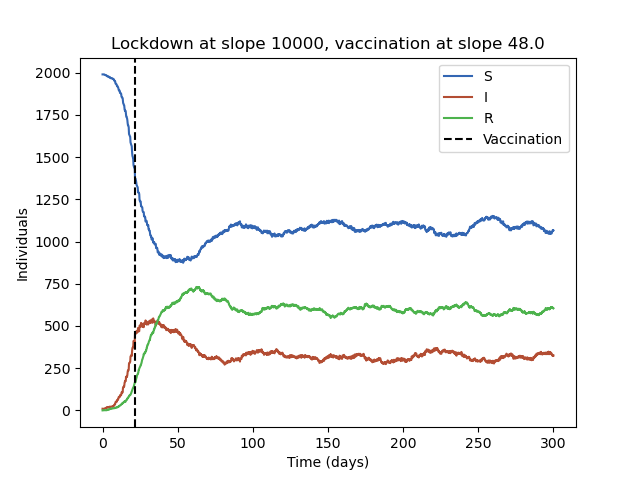 Lockdown at slope 10000, vaccination at slope 48.0
S
I
R
Vaccination
2000
1750
1500
1250
1000
750
500
250
0
Individuals
0 50 100 150 200 250 300
Time (days)